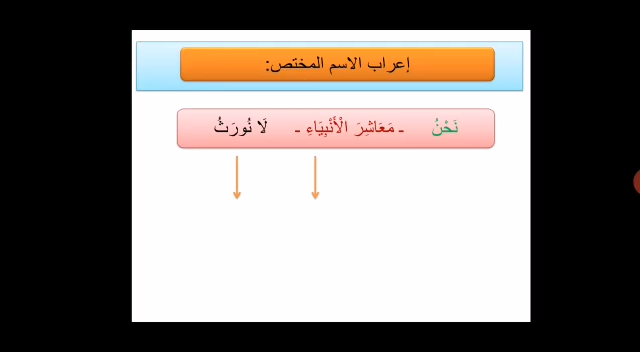 إعراب الاسم المختص:
نَحْنُ ـ مَعَاشِرَ الْأَنْبِيَاءِ ـ لَا نُورَثُ